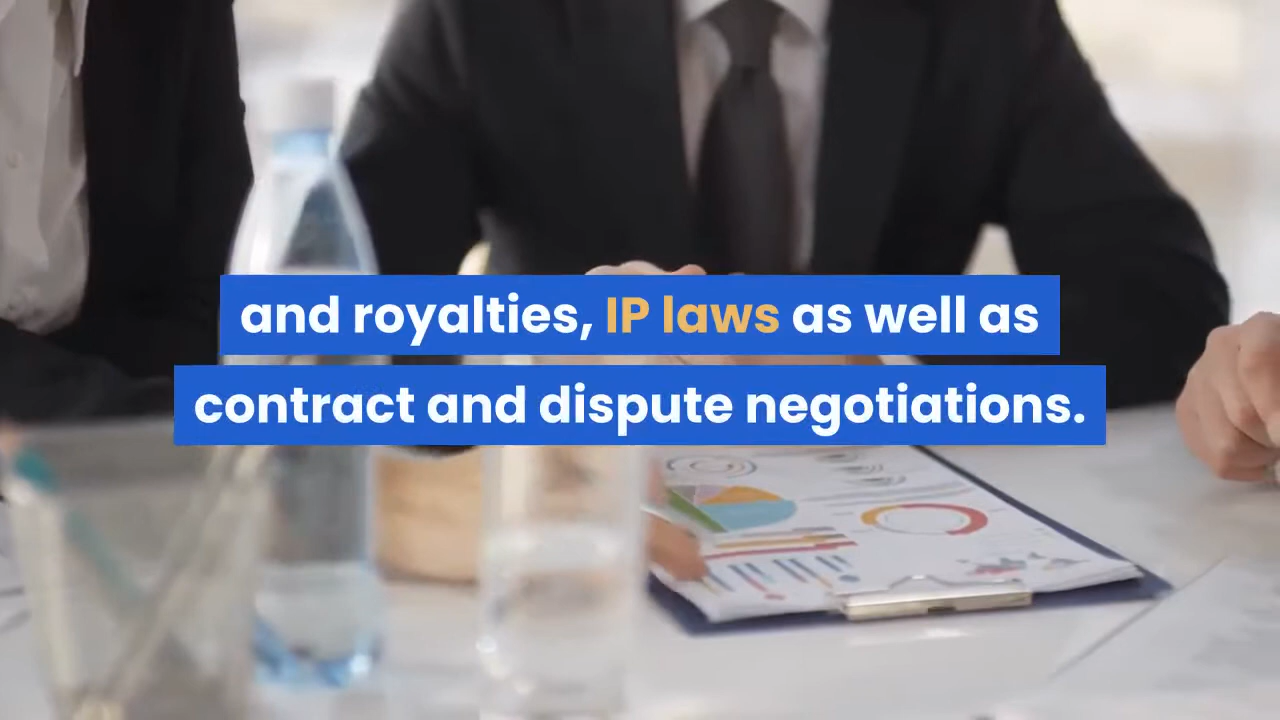 and royalties, IP laws as well as
contract and dispute negotiations.